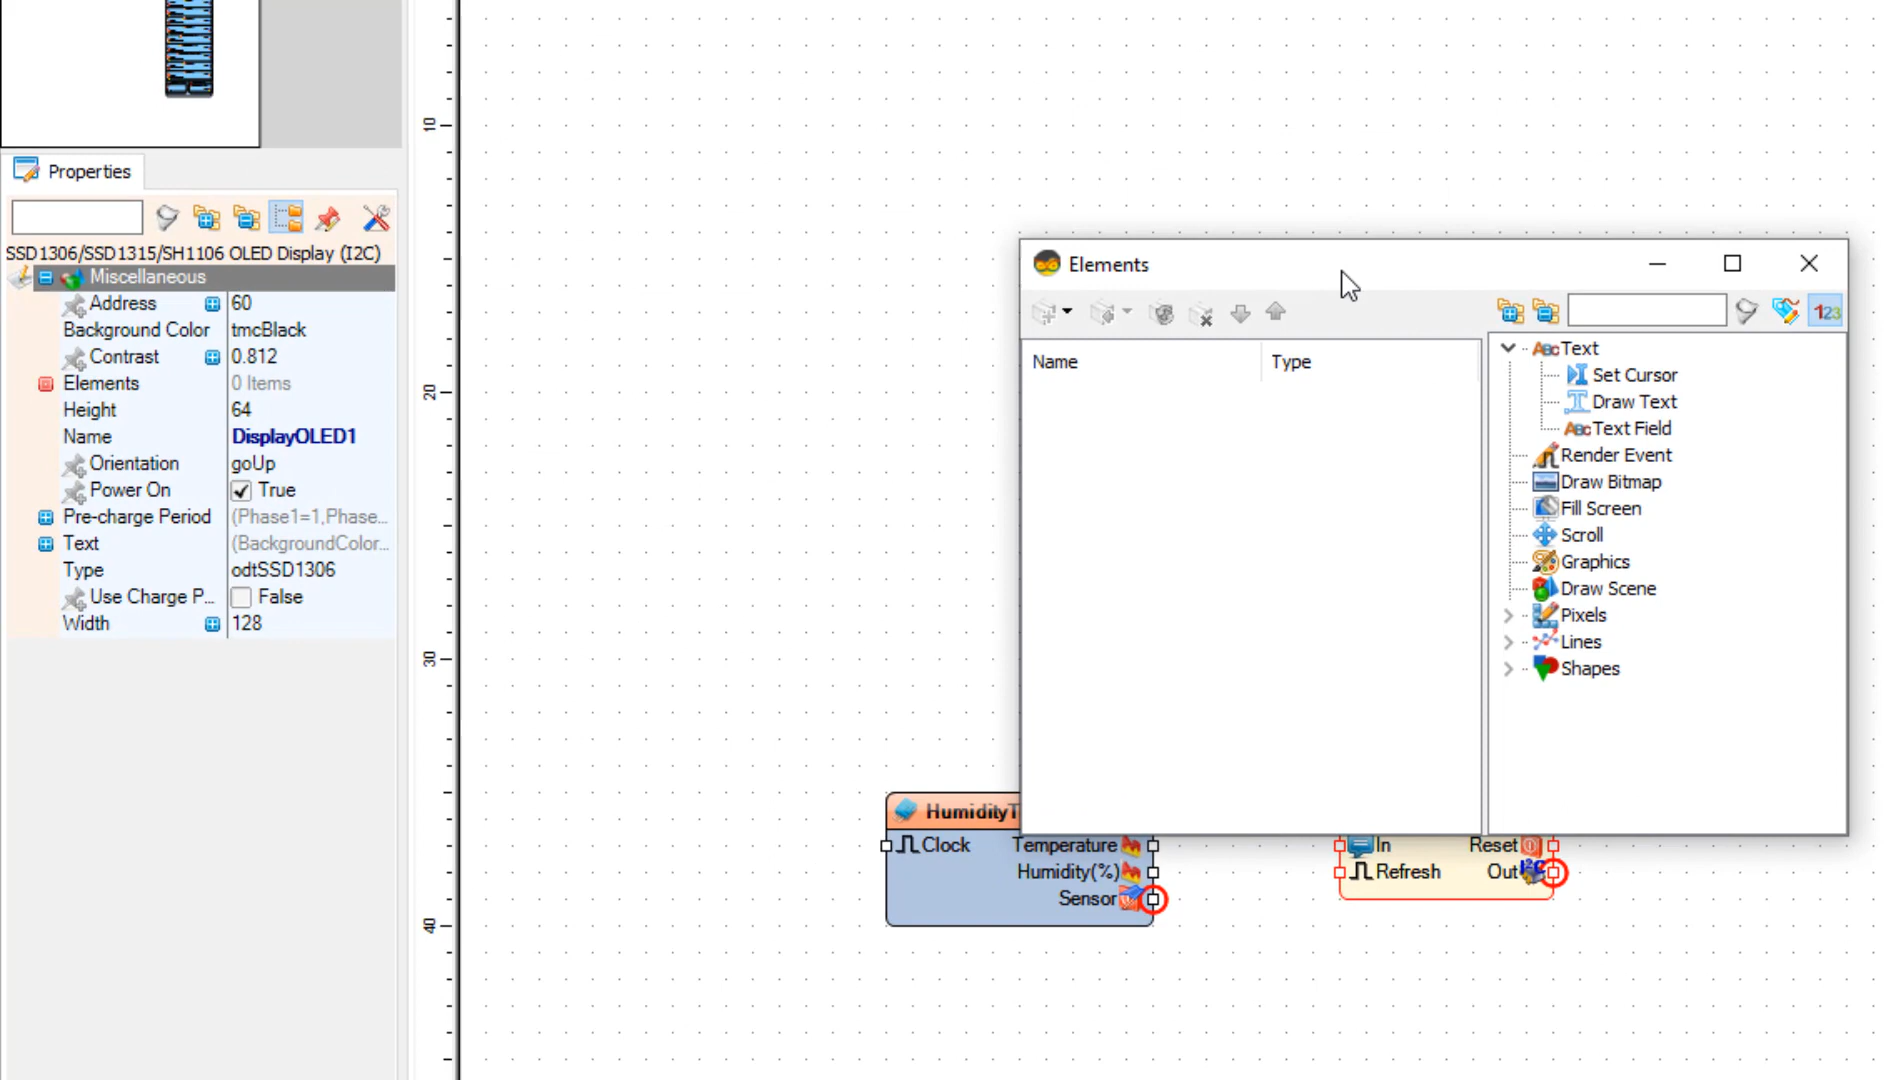 10
20
30
40
Properties
SSD1306/SSD1315/SH1106 OLED Display (I2C)
Miscellaneous
Address 60
Background Color tmcBlack
Contrast 0.812
Elements 0 Items
Height 64
Name DisplayOLED1
Orientation goUp
Power On True
Pre-charge Period (Phase1=1,Phase...
Text (BackgroundColor...
Type odtSSD1306
Use Charge P... False
Width 128
Elements
123
Name Type
Abc Text
Set Cursor
Draw Text
Abc Text Field
Render Event
Draw Bitmap
Fill Screen
Scroll
Graphics
Draw Scene
Pixels
Lines
Shapes
HumidityT
Clock Temperature
Humidity(%)
Sensor
In Reset
Refresh Out I2C